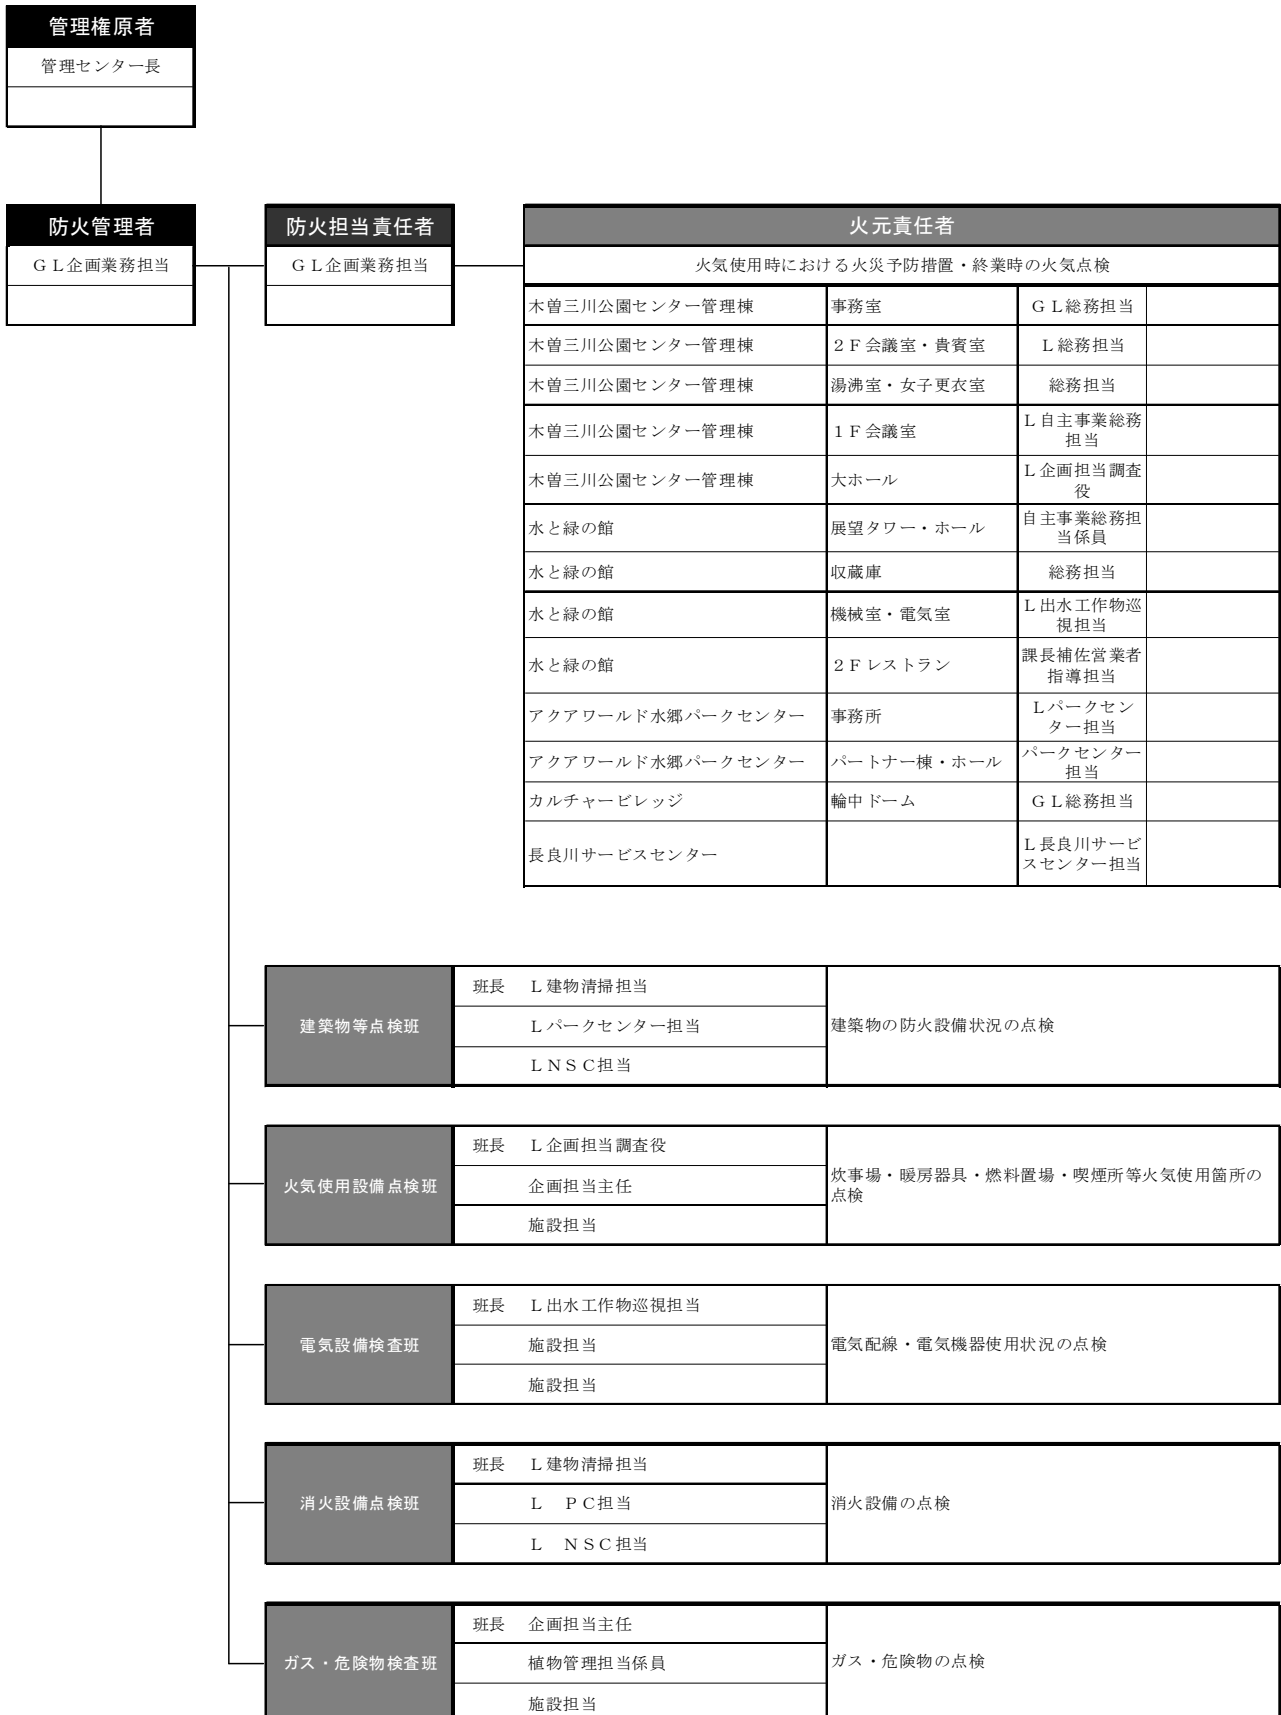 管理権原者
管理センター長
防火管理者
ＧＬ企画業務担当
防火担当責任者
ＧＬ企画業務担当
火元責任者
火気使用時における火災予防措置・終業時の火気点検
木曽三川公園センター管理棟 事務室 ＧＬ総務担当
木曽三川公園センター管理棟 ２Ｆ会議室・貴賓室 Ｌ総務担当
木曽三川公園センター管理棟 湯沸室・女子更衣室 総務担当
木曽三川公園センター管理棟 １Ｆ会議室 Ｌ自主事業総務
担当
木曽三川公園センター管理棟 大ホール Ｌ企画担当調査
役
水と緑の館 展望タワー・ホール 自主事業総務担
当係員
水と緑の館 収蔵庫 総務担当
水と緑の館 機械室・電気室 Ｌ出水工作物巡
視担当
水と緑の館 ２Ｆレストラン 課長補佐営業者
指導担当
アクアワールド水郷パークセンター 事務所 Ｌパークセン
ター担当
アクアワールド水郷パークセンター パートナー棟・ホール パークセンター
担当
カルチャービレッジ 輪中ドーム ＧＬ総務担当
長良川サービスセンター Ｌ長良川サービ
スセンター担当
建築物等点検班
班長 Ｌ建物清掃担当
Ｌパークセンター担当
ＬＮＳＣ担当
建築物の防火設備状況の点検
火気使用設備点検班
班長 Ｌ企画担当調査役
企画担当主任
施設担当
炊事場・暖房器具・燃料置場・喫煙所等火気使用箇所の
点検
電気設備検査班
班長 Ｌ出水工作物巡視担当
施設担当
施設担当
電気配線・電気機器使用状況の点検
消火設備点検班
班長 Ｌ建物清掃担当
Ｌ　ＰＣ担当
Ｌ　ＮＳＣ担当
消火設備の点検
ガス・危険物検査班
班長 企画担当主任
植物管理担当係員
施設担当
ガス・危険物の点検